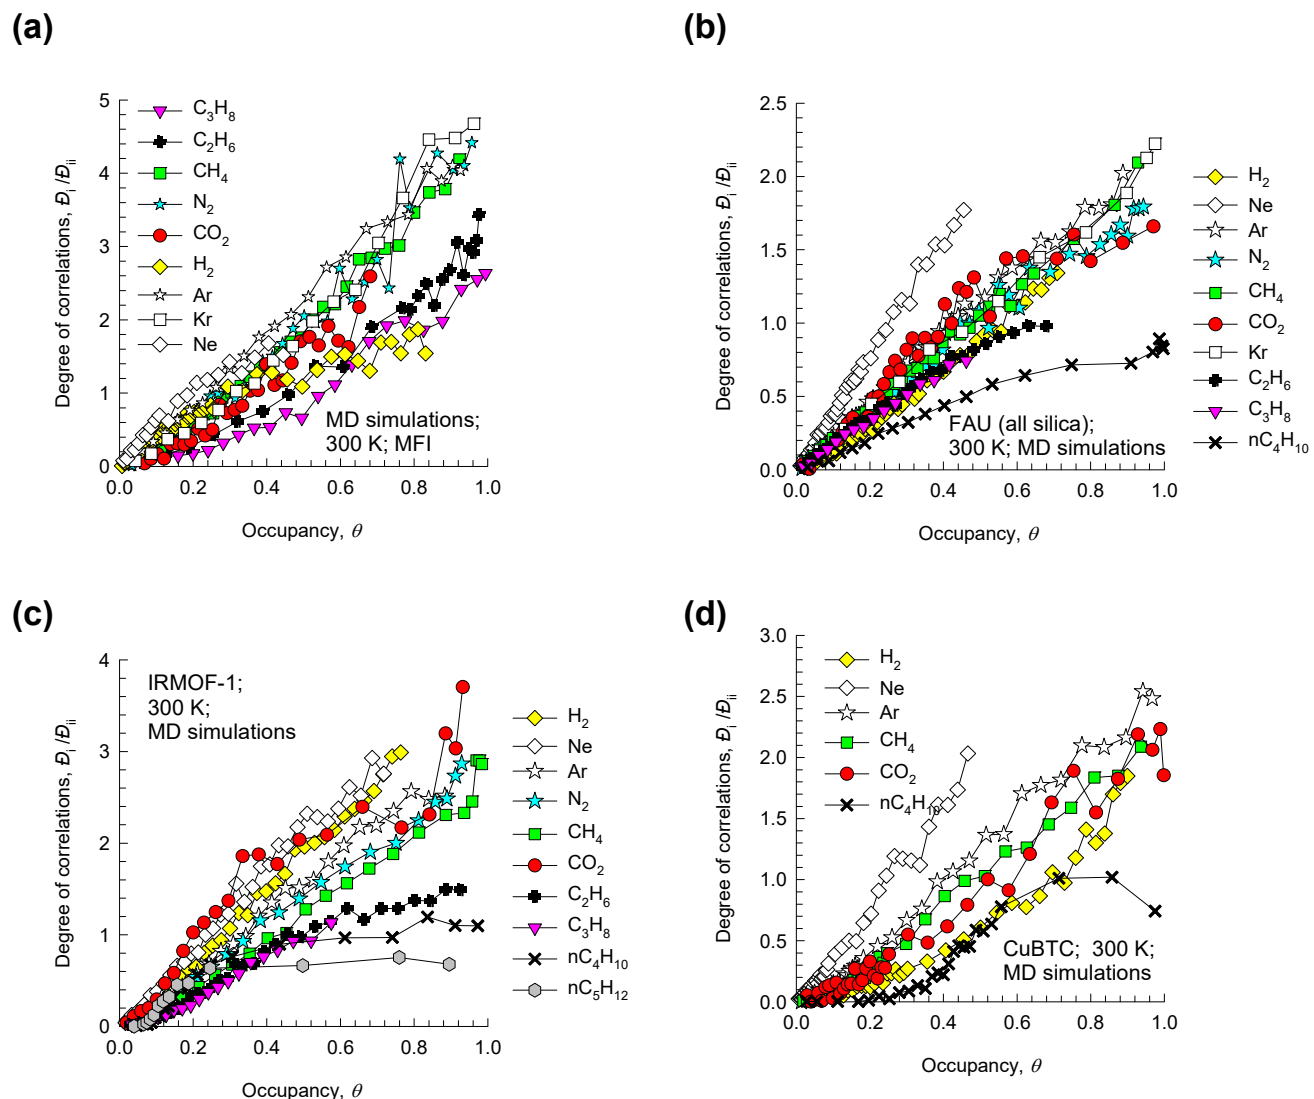 (a)
Degree of correlations, Đi /Đii
5
4
3
2
1
0
0.0 0.2 0.4 0.6 0.8 1.0
Occupancy, θ
C3H8
C2H6
CH4
N2
CO2
H2
Ar
Kr
Ne
MD simulations;
300 K; MFI
(b)
Degree of correlations, Đi /Đii
2.5
2.0
1.5
1.0
0.5
0.0
0.0 0.2 0.4 0.6 0.8 1.0
Occupancy, θ
FAU (all silica);
300 K; MD simulations
H2
Ne
Ar
N2
CH4
CO2
Kr
C2H6
C3H8
nC4H10
(c)
Degree of correlations, Đi /Đii
4
3
2
1
0
0.0 0.2 0.4 0.6 0.8 1.0
Occupancy, θ
IRMOF-1;
300 K;
MD simulations
H2
Ne
Ar
N2
CH4
CO2
C2H6
C3H8
nC4H10
nC5H12
(d)
Degree of correlations, Đi /Đii
3.0
2.5
2.0
1.5
1.0
0.5
0.0
0.0 0.2 0.4 0.6 0.8 1.0
Occupancy, θ
H2
Ne
Ar
CH4
CO2
nC4H10
CuBTC; 300 K;
MD simulations